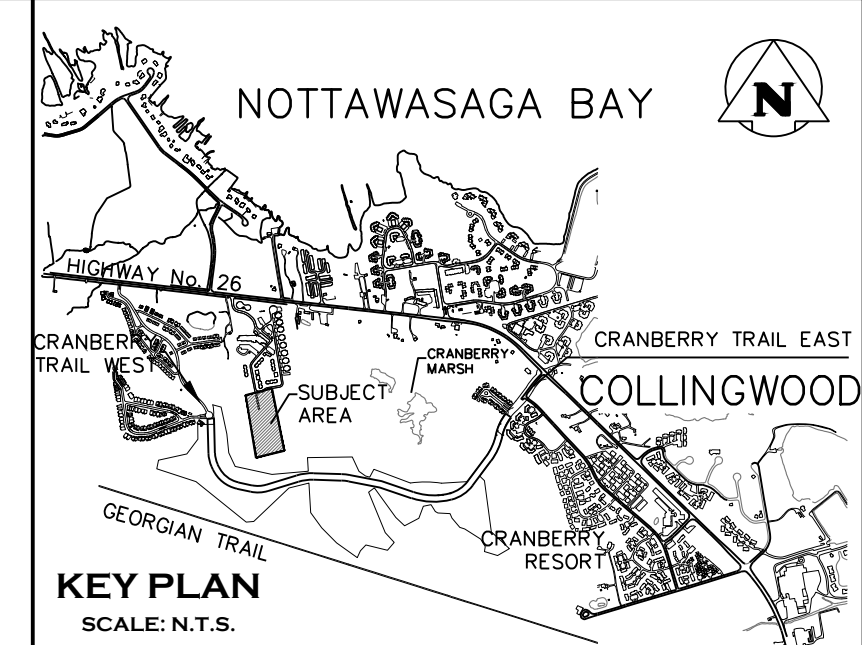 NOTTAWASAGA BAY
N
HIGHWAY No. 26
CRANBERRY
TRAIL WEST
CRANBERRY
MARSH
CRANBERRY TRAIL EAST
COLLINGWOOD
SUBJECT
AREA
GEORGIAN TRAIL
CRANBERRY
RESORT
KEY PLAN
SCALE: N.T.S.